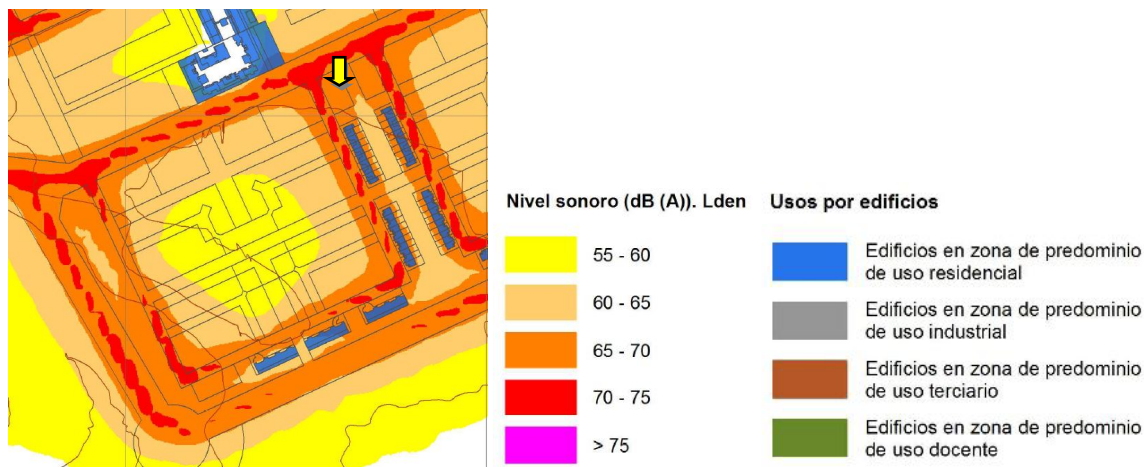 Nivel sonoro (dB (A)). Lden
55 - 60
60 - 65
65 - 70
70 - 75
> 75
Usos por edificios
Edificios en zona de predominio
de uso residencial
Edificios en zona de predominio
de uso industrial
Edificios en zona de predominio
de uso terciario
Edificios en zona de predominio
de uso docente